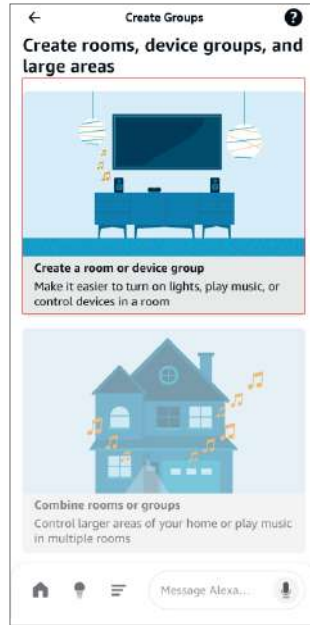 Create Groups
?
Create rooms, device groups, and
large areas
Create a room or device group
Make it easier to turn on lights, play music, or
control devices in a room
Combine rooms or groups
Control larger areas of your home or play music
in multiple rooms
Message Alexa...